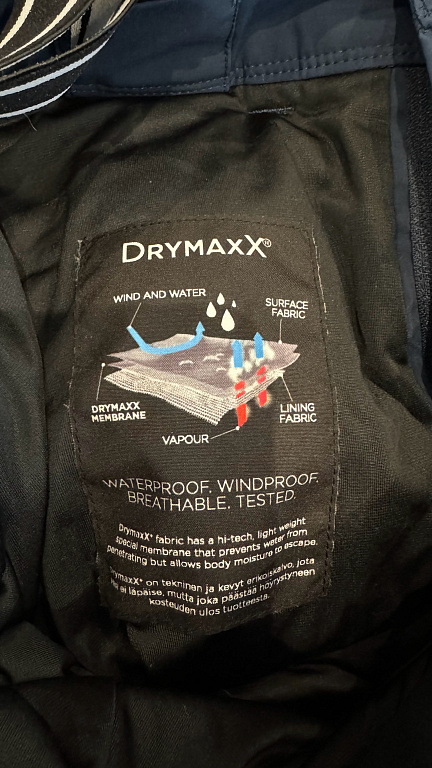 DRYMAXX®
WIND AND WATER
SURFACE
FABRIC
DRYMAXX
MEMBRANE
LINING
FABRIC
VAPOUR
WATERPROOF, WINDPROOF,
BREATHABLE, TESTED.
DrymaxX® fabric has a hi-tech, light weight
special membrane that prevents water from
penetrating but allows body moisture to escape.
DrymaxX® on tekninen ja kevyt erikoiskalvo, jota
ei läpäise, mutta joka päästää höyrystyneen
kosteuden ulos tuotteesta.